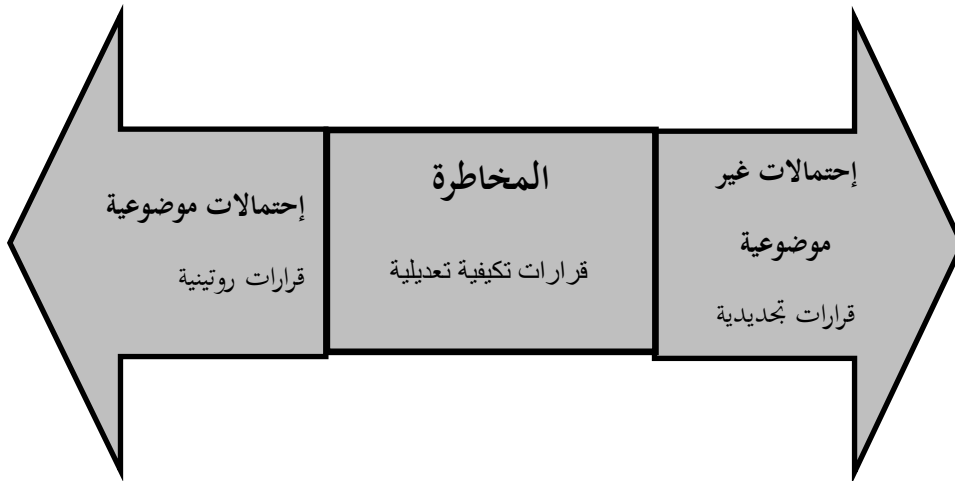 إحتمالات غير
موضوعية
قرارات تجديدية
المخاطرة
قرارات تكيفية تعديلية
إحتمالات موضوعية
قرارات روتينية